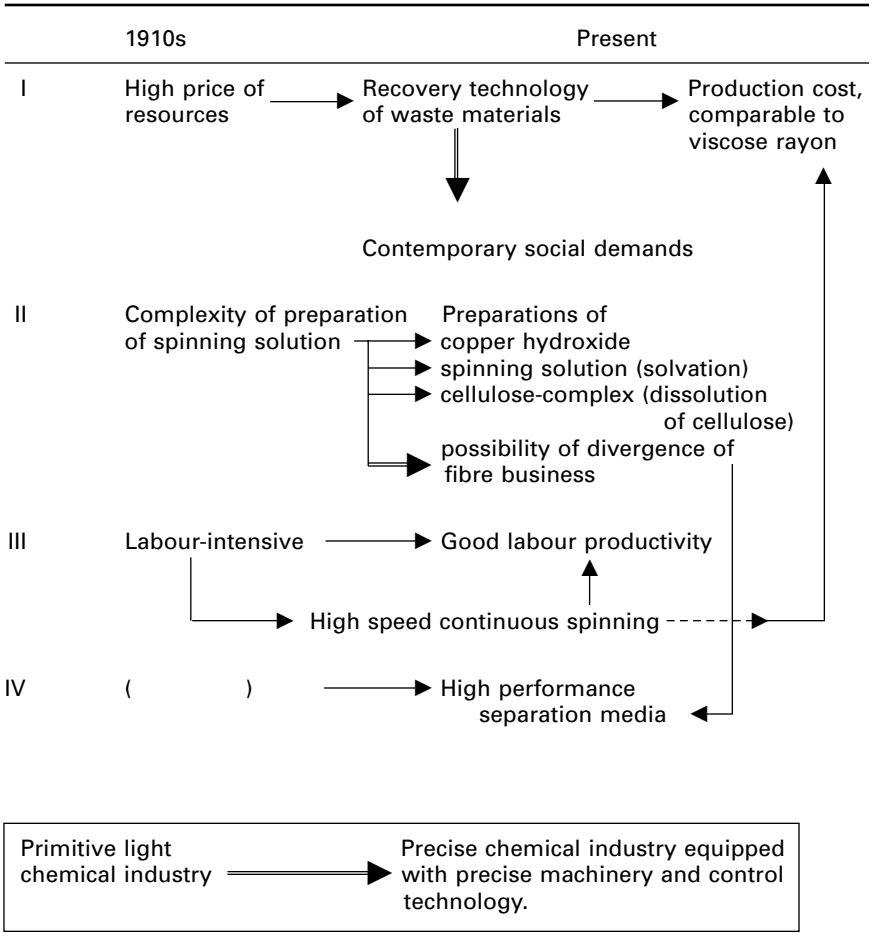 1910s Present
I High price of resources Recovery technology of waste materials Production cost, comparable to viscose rayon
Contemporary social demands
II Complexity of preparation of spinning solution
Preparations of
copper hydroxide
spinning solution (solvation)
cellulose-complex (dissolution
of cellulose)
possibility of divergence of
fibre business
III Labour-intensive Good labour productivity
High speed continuous spinning
IV ( ) High performance
separation media
Primitive light
chemical industry
Precise chemical industry equipped
with precise machinery and control
technology.